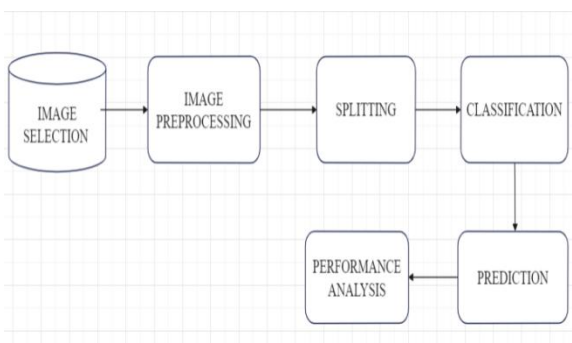 IMAGE
SELECTION
IMAGE
PREPROCESSING
SPLITTING
CLASSIFICATION
PERFORMANCE
ANALYSIS
PREDICTION